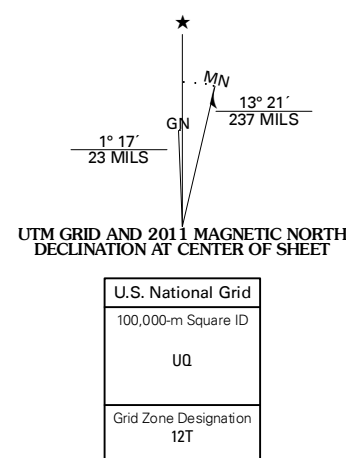 ★
MN
GN
13° 21´
237 MILS
1° 17´
23 MILS
UTM GRID AND 2011 MAGNETIC NORTH
DECLINATION AT CENTER OF SHEET
U.S. National Grid
100,000-m Square ID
UQ
Grid Zone Designation
12T